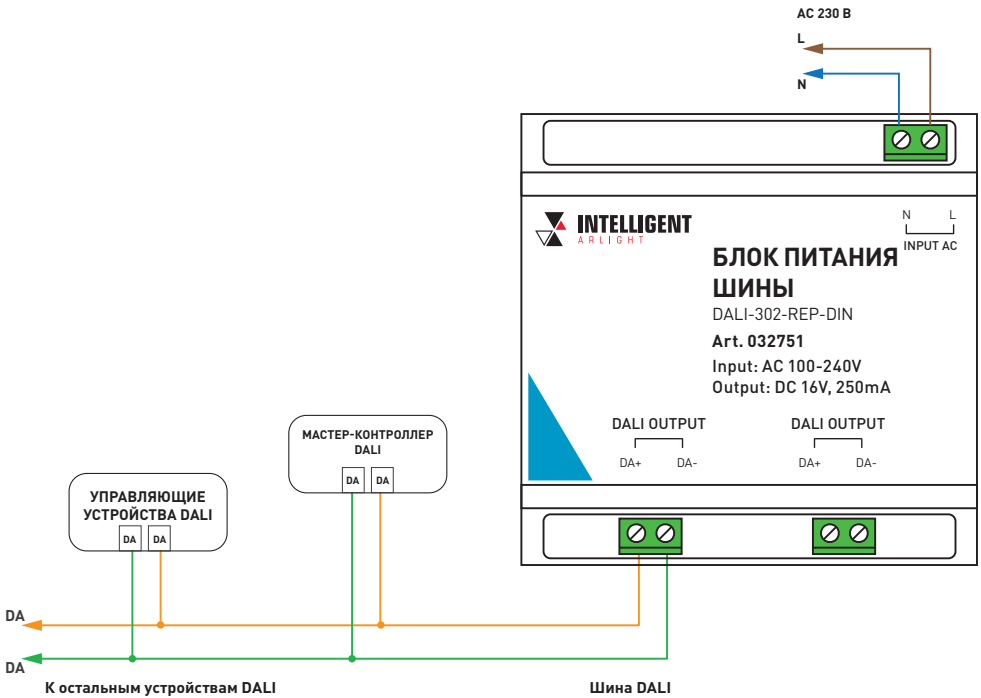 AC 230 В
L
N
INTELLIGENT
ARLIGHT
N L
INPUT AC
БЛОК ПИТАНИЯ
ШИНЫ
DALI-302-REP-DIN
Art. 032751
Input: AC 100-240V
Output: DC 16V, 250mA
DALI OUTPUT DALI OUTPUT
DA+ DA- DA+ DA-
МАСТЕР-КОНТРОЛЛЕР
DALI
DA DA
УПРАВЛЯЮЩИЕ
УСТРОЙСТВА DALI
DA DA
DA
DA
К остальным устройствам DALI
Шина DALI